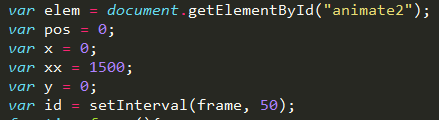 var elem = document.getElementById("animate2");
var pos = 0;
var x = 0;
var xx = 1500;
var y = 0;
var id = setInterval(frame, 50);